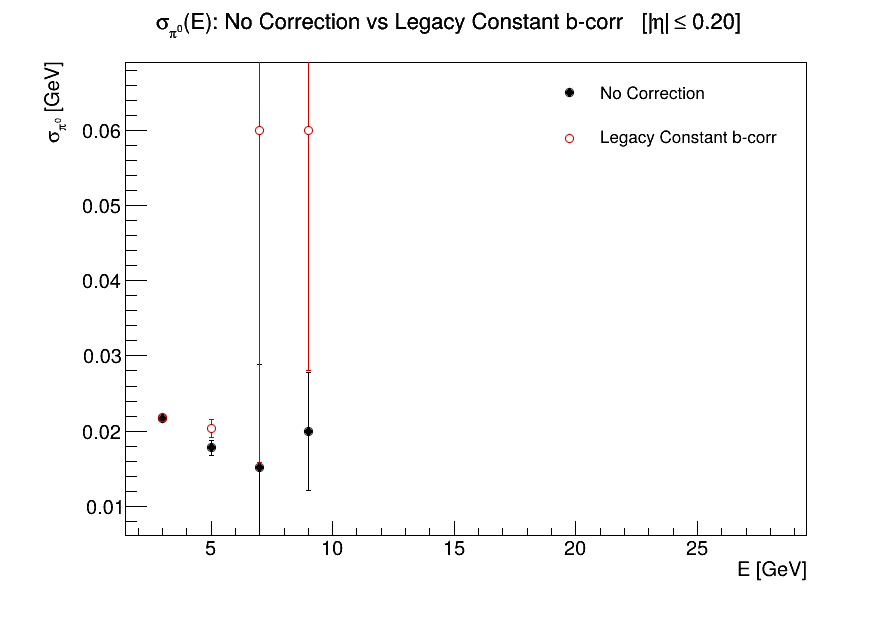 σπ⁰(E): No Correction vs Legacy Constant b-corr [|η| ≤ 0.20]
σπ⁰ [GeV]
No Correction
Legacy Constant b-corr
0.06
0.05
0.04
0.03
0.02
0.01
5 10 15 20 25
E [GeV]